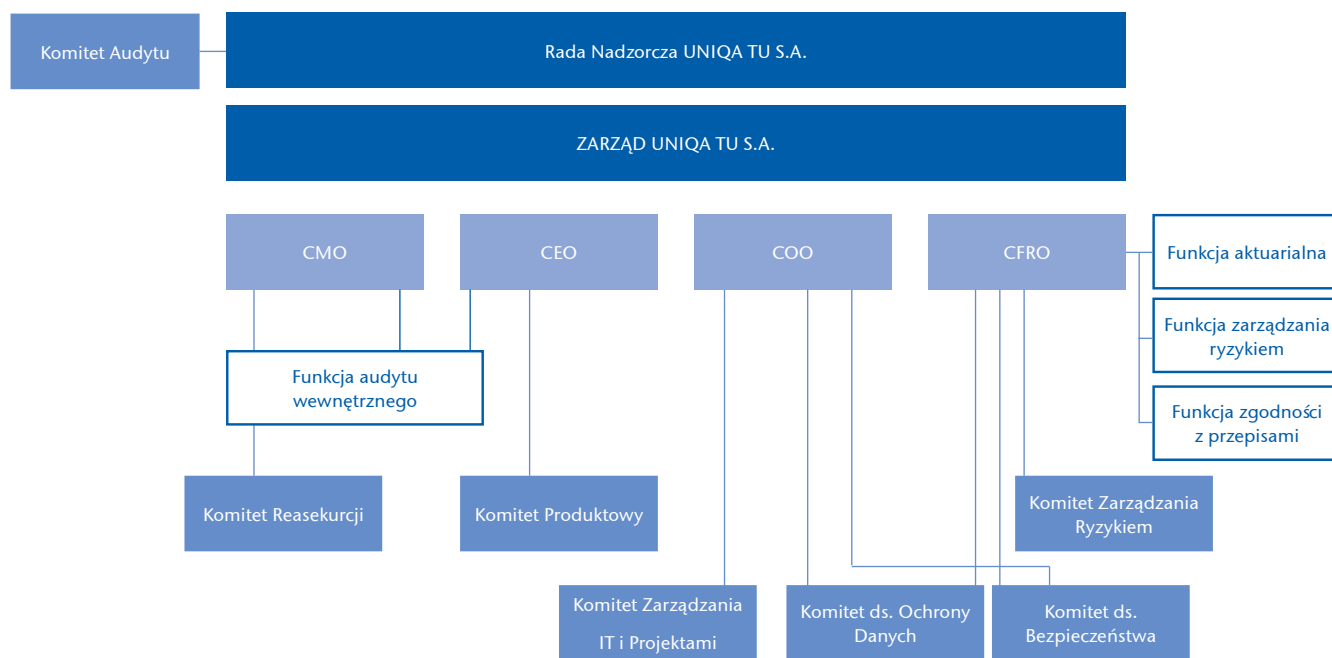 Komitet Audytu
Rada Nadzorcza UNIQA TU S.A.
ZARZĄD UNIQA TU S.A.
CMO
CEO
COO
CFRO
Funkcja aktuarialna
Funkcja zarządzania
ryzykiem
Funkcja zgodności
z przepisami
Funkcja audytu
wewnętrznego
Komitet Reasekurcji
Komitet Produktowy
Komitet Zarządzania
Ryzykiem
Komitet Zarządzania
IT i Projektami
Komitet ds. Ochrony
Danych
Komitet ds.
Bezpieczeństwa